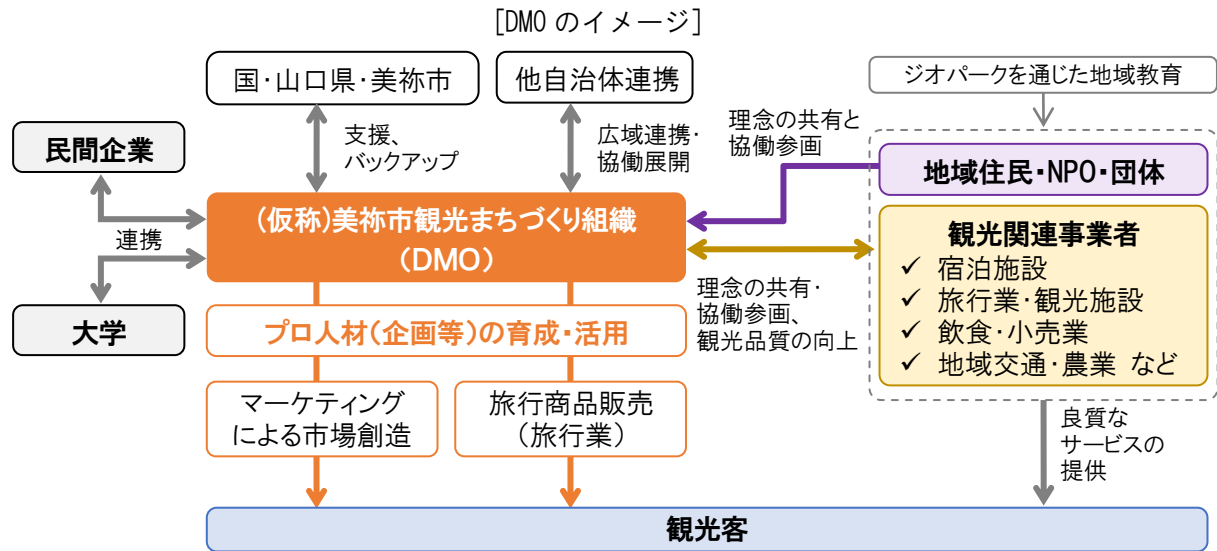 [DMOのイメージ]
国・山口県・美祢市
他自治体連携
ジオパークを通じた地域教育
支援、
バックアップ
広域連携・
協働展開
理念の共有と
協働参画
民間企業
連携
大学
(仮称)美祢市観光まちづくり組織
(DMO)
地域住民・NPO・団体
観光関連事業者
✓ 宿泊施設
✓ 旅行業・観光施設
✓ 飲食・小売業
✓ 地域交通・農業 など
理念の共有・
協働参画、
観光品質の向上
プロ人材(企画等)の育成・活用
マーケティング
による市場創造
旅行商品販売
(旅行業)
良質な
サービスの
提供
観光客